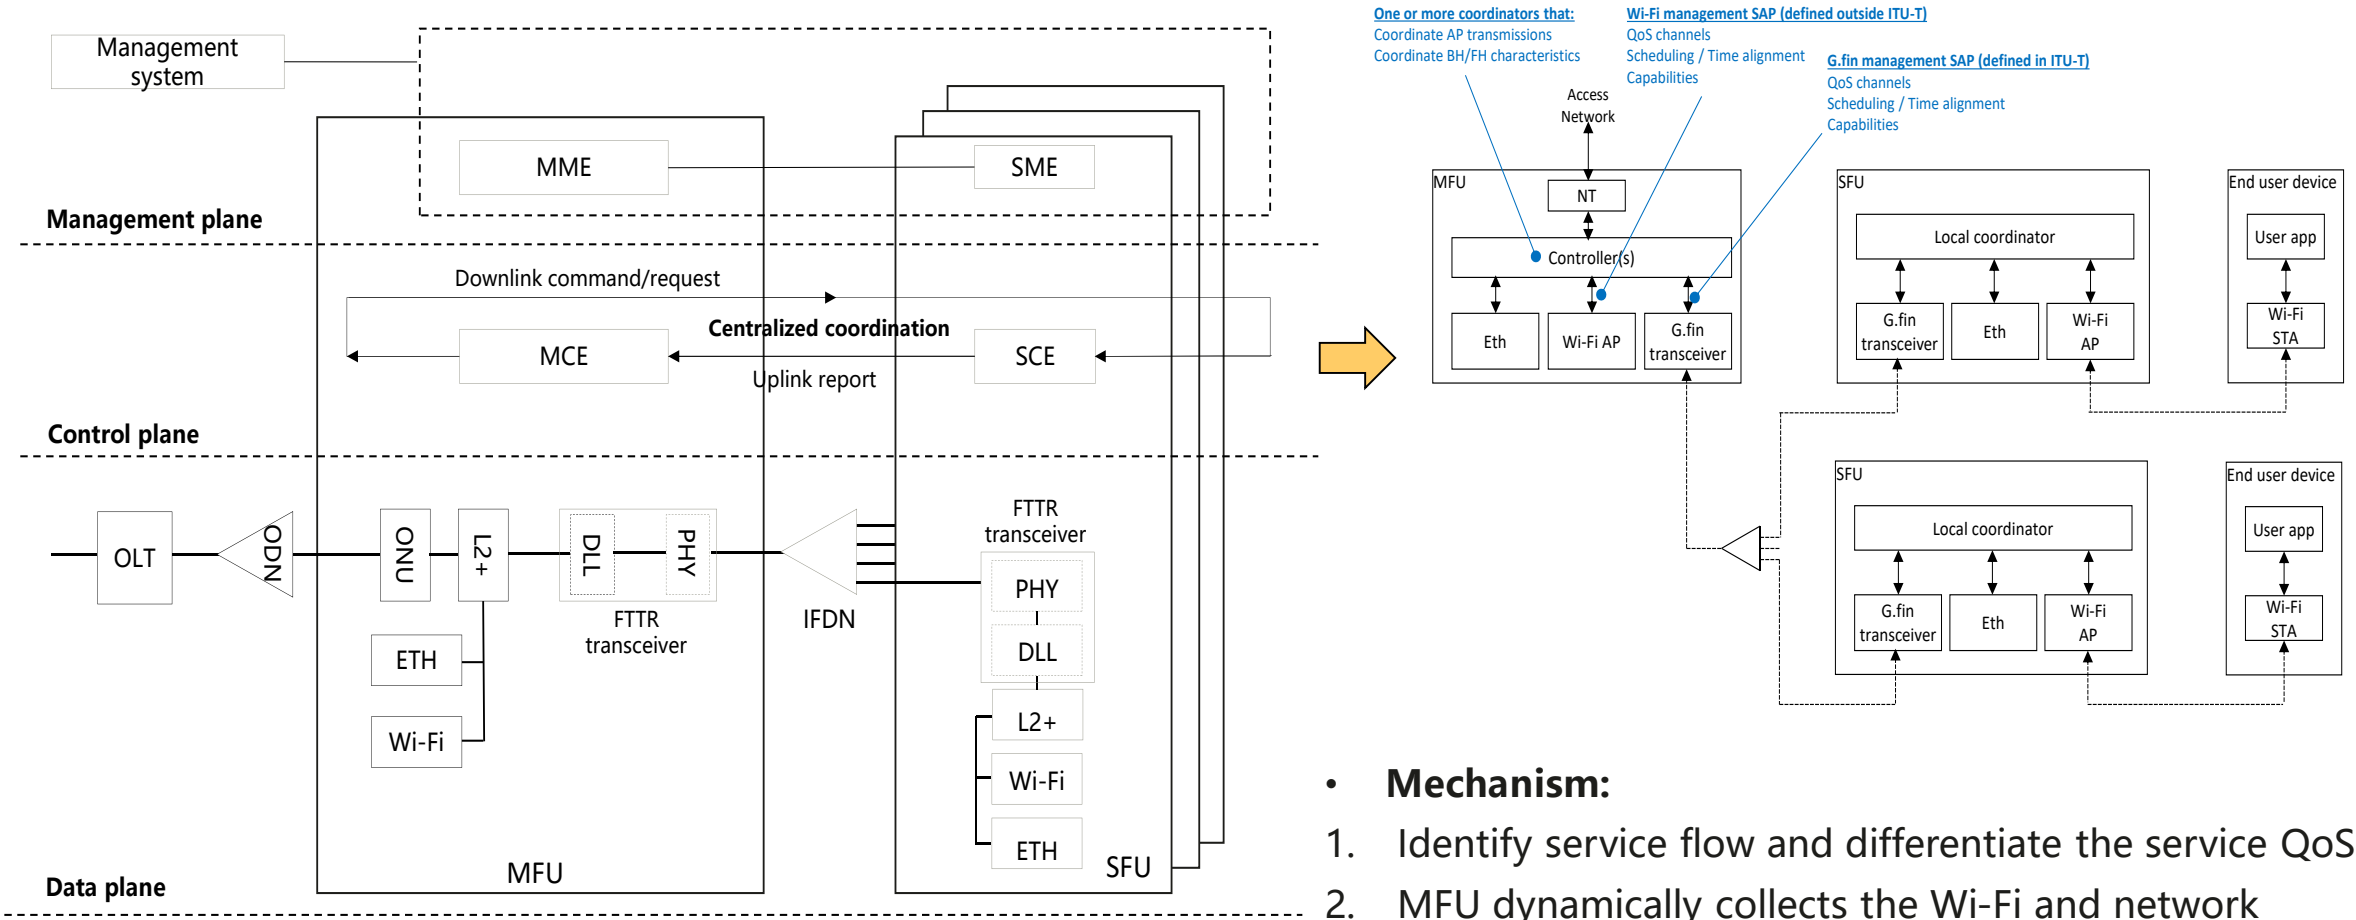 Management
system
MME
SME
Management plane
Downlink command/request
Centralized coordination
MCE
SCE
Uplink report
Control plane
OLT
ODN
ONU
L2+
DLL
PHY
FTTR
transceiver
ETH
Wi-Fi
IFDN
FTTR
transceiver
PHY
DLL
L2+
Wi-Fi
ETH
MFU
SFU
Data plane
One or more coordinators that:
Coordinate AP transmissions
Coordinate BH/FH characteristics
Wi-Fi management SAP (defined outside ITU-T)
QoS channels
Scheduling / Time alignment
Capabilities
G.fin management SAP (defined in ITU-T)
QoS channels
Scheduling / Time alignment
Capabilities
Access
Network
MFU
NT
Controller(s)
Eth
Wi-Fi AP
G.fin
transceiver
SFU
Local coordinator
G.fin
transceiver
Eth
Wi-Fi
AP
End user device
User app
Wi-Fi
STA
SFU
Local coordinator
G.fin
transceiver
Eth
Wi-Fi
AP
End user device
User app
Wi-Fi
STA
• Mechanism:
1. Identify service flow and differentiate the service QoS
2. MFU dynamically collects the Wi-Fi and network